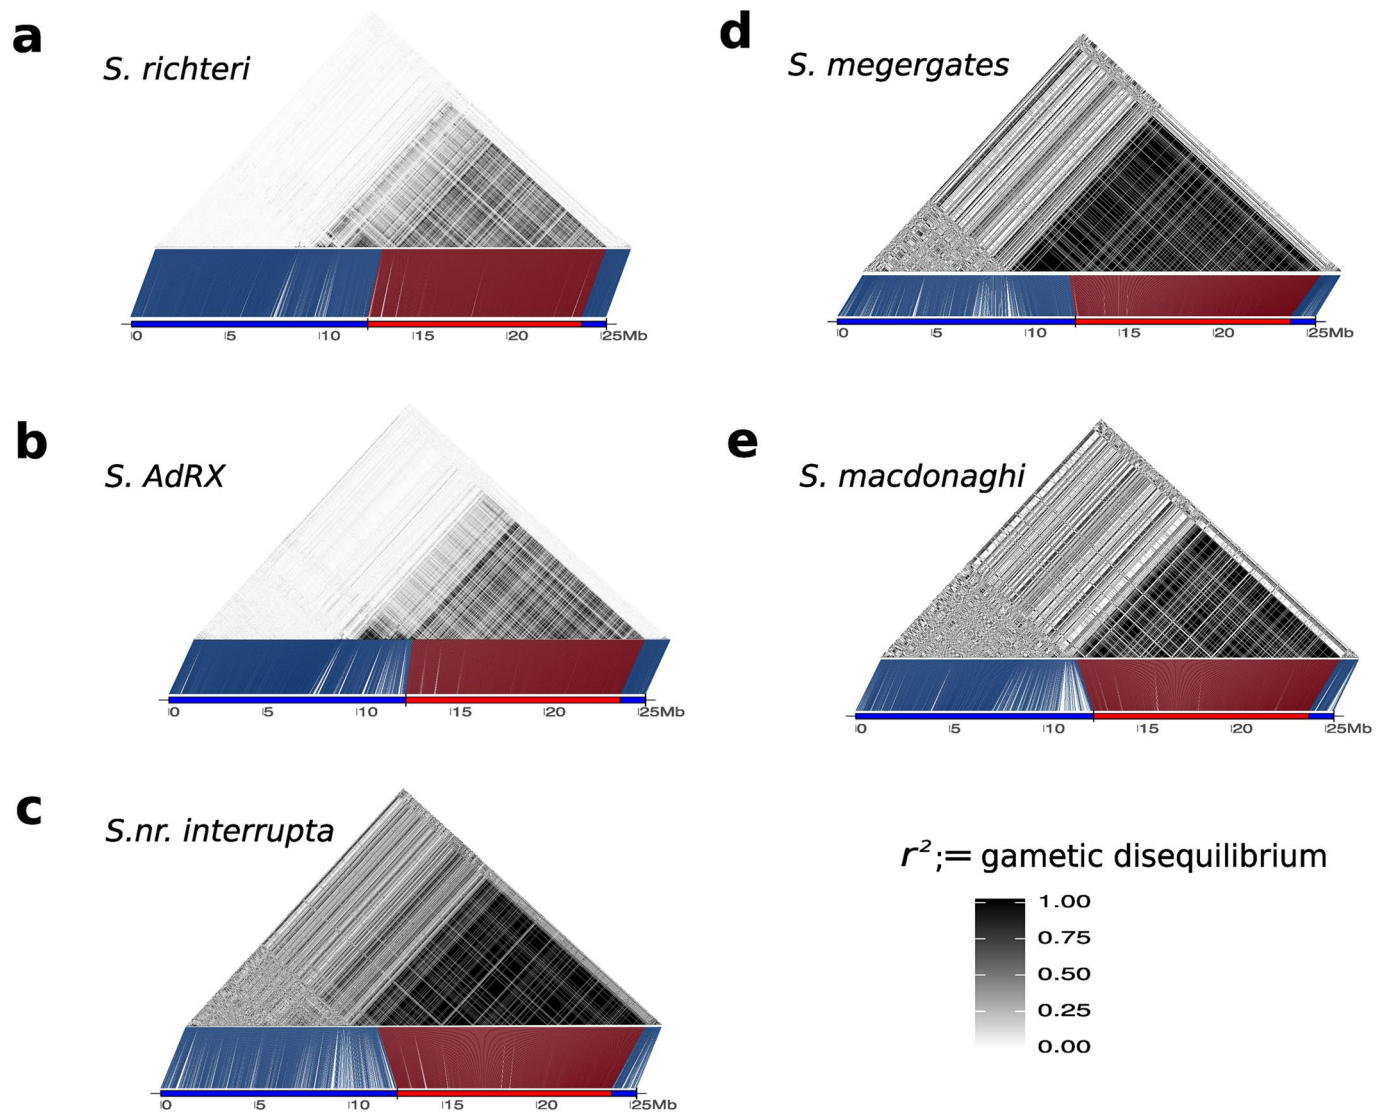 a
S. richteri
0 5 10 15 20 25Mb
b
S. AdRX
0 5 10 15 20 25Mb
c
S.nr. interrupta
0 5 10 15 20 25Mb
d
S. megergates
0 5 10 15 20 25Mb
e
S. macdonaghi
0 5 10 15 20 25Mb
r²;= gametic disequilibrium
1.00
0.75
0.50
0.25
0.00